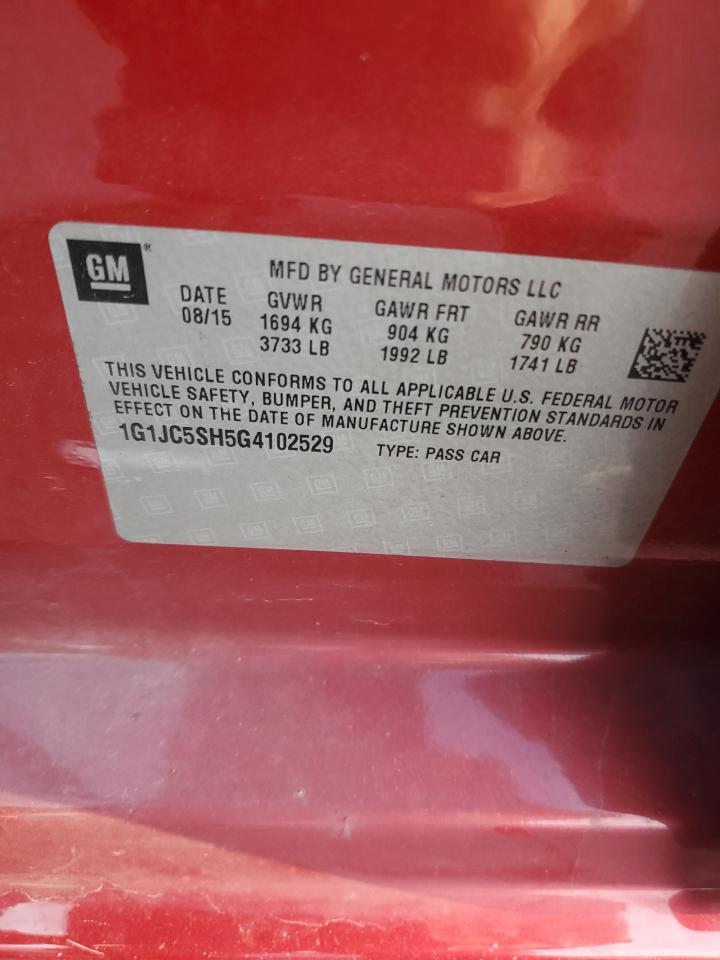 GM®
MFD BY GENERAL MOTORS LLC
DATE GVWR GAWR FRT GAWR RR
08/15 1694 KG 904 KG 790 KG
3733 LB 1992 LB 1741 LB
THIS VEHICLE CONFORMS TO ALL APPLICABLE U.S. FEDERAL MOTOR
VEHICLE SAFETY, BUMPER, AND THEFT PREVENTION STANDARDS IN
EFFECT ON THE DATE OF MANUFACTURE SHOWN ABOVE.
1G1JC5SH5G4102529 TYPE: PASS CAR